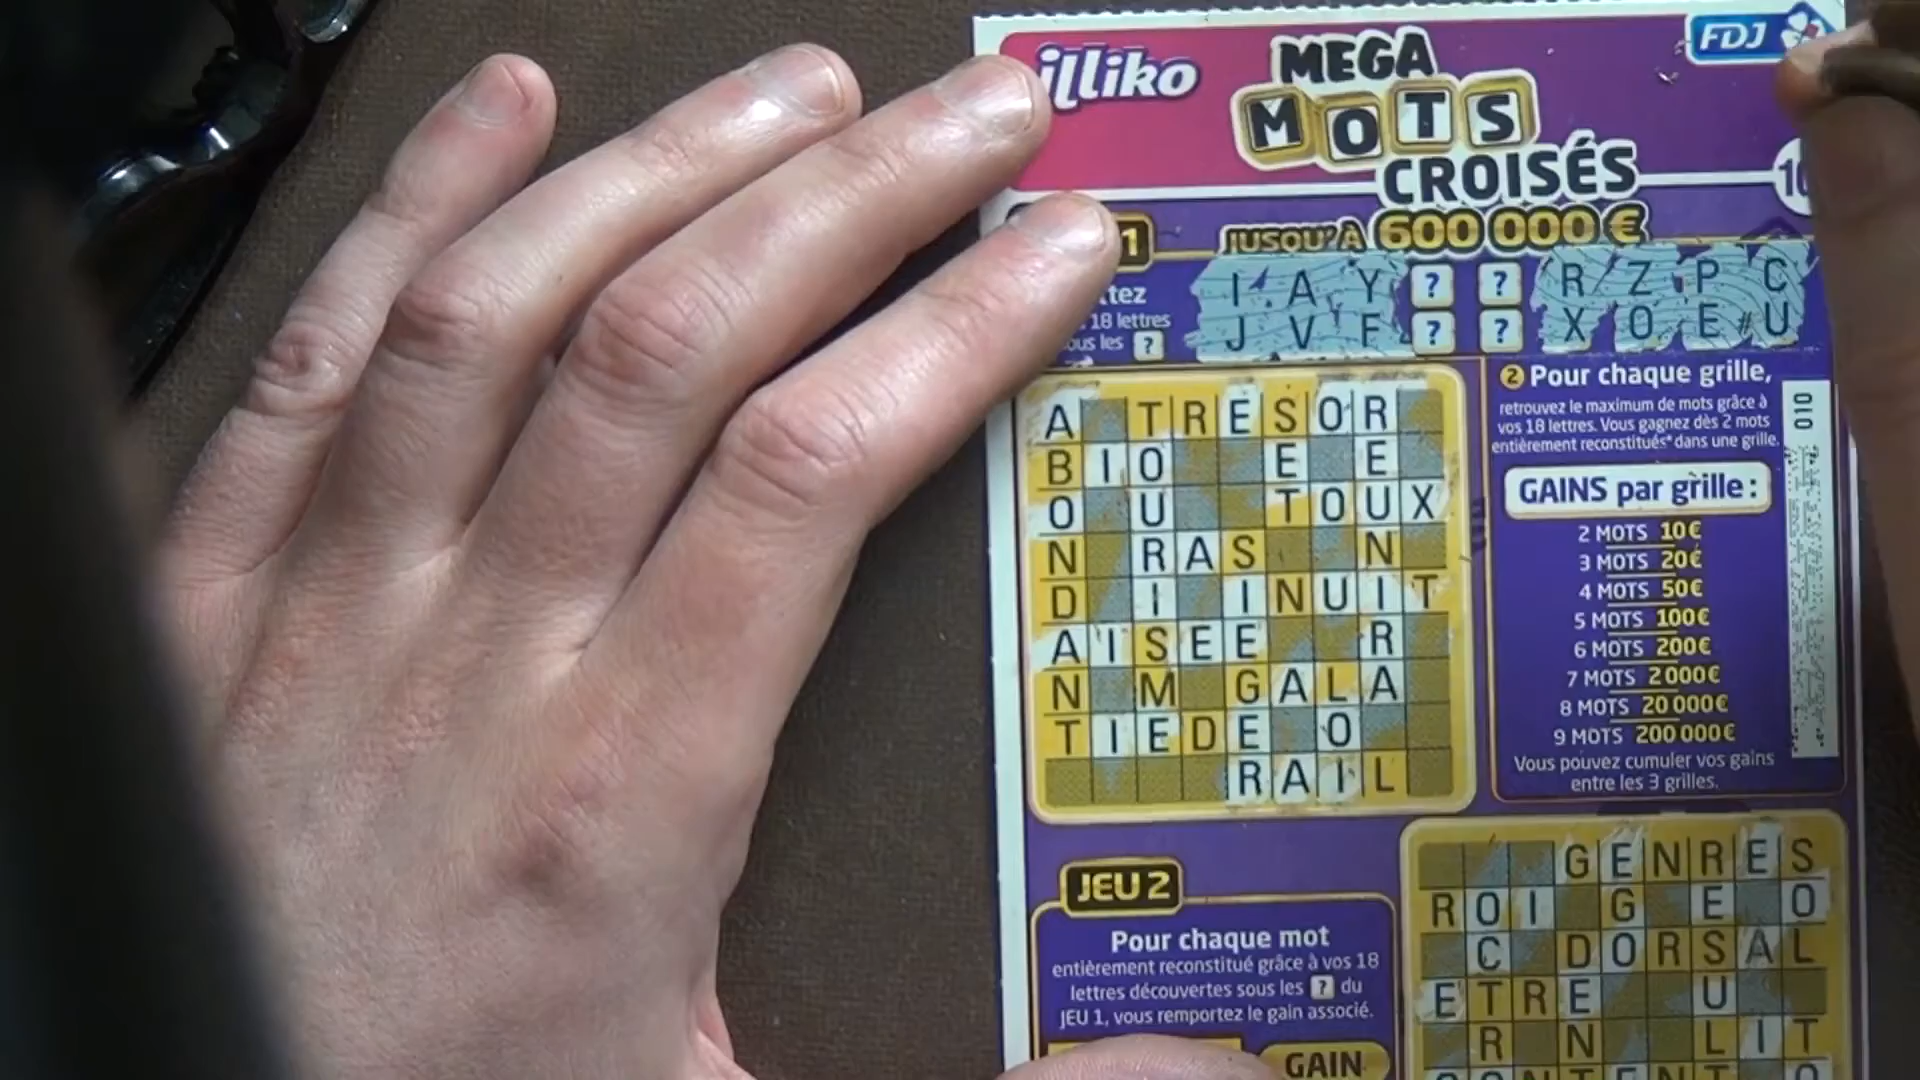 illiko
MEGA
MOTS
CROISÉS
FDJ
JUSQU'À 600 000 €
1
I A Y ? ? R Z P C
J V F ? ? X O E U
18 lettres
les ?
A TRESOR
BIO E E
O U TOUX
N RAS N
D I INUIT
AISEE R
N M GALA
TIEDE O
RAIL
2 Pour chaque grille,
retrouvez le maximum de mots grâce à
vos 18 lettres. Vous gagnez dès 2 mots
entièrement reconstitués* dans une grille.
010
GAINS par grille :
2 MOTS 10€
3 MOTS 20€
4 MOTS 50€
5 MOTS 100€
6 MOTS 200€
7 MOTS 2 000€
8 MOTS 20 000€
9 MOTS 200 000€
Vous pouvez cumuler vos gains
entre les 3 grilles.
JEU 2
Pour chaque mot
entièrement reconstitué grâce à vos 18
lettres découvertes sous les ? du
JEU 1, vous remportez le gain associé.
GAIN
GENRES
ROI G E O
C DORSAL
ETRE U
R N LIT